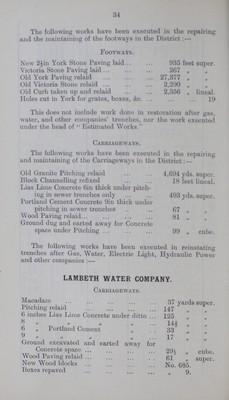 34
The following works have been executed in the repairing
and the maintaining of the footways in the District:—
Footways.
New 2½in York Stone Paving laid... ... 935 feet super.
Victoria Stone Paving laid ... ... ... 267 „ „
Old York Paving relaid ... ... ... 27,377 „ „
Old Victoria Stone relaid ... ... ... 2,290 „ „
Old Curb taken up and relaid ... ... 2,356 „ lineal.
Holes cut in York for grates, boxes, &c. ... ... 19
This does not include work done in restoration after gas,
water, and other companies' trenches, nor the work executed
under the head of "Estimated Works."
Carriageways.
The following works have been executed in the repairing
and maintaining of the Carriageways in the District:—
Old Granite Pitching relaid ... ... 4,694 yds. super.
Block Channelling refixed ... ... 18 feet lineal.
Lias Lime Concrete 6in thick under pitch-
ing in sewer trenches only ... ... 493 yds. super.
Portland Cement Concrete 9in thick under
pitching in sewer trenches ... ... 67 „ „
Wood Paving relaid... ... ... ... 81 „ „
Ground dug and carted away for Concrete
space under Pitching ... ... ... 99 „ cube.
The following works have been executed in reinstating
trenches after Gas, Water, Electric Light, Hydraulic Power
and other companies:—
LAMBETH WATER COMPANY.
Carriageways.
Macadam ... ... ... ... 37 yards super.
Pitching relaid ... ... ... ... 147 „ „
6 inches Lias Lime Concrete under ditto ... 125 „ „
8 „ „ „ „ ... 14½ „ „
6 „ Portland Cement „ ... 33 „ „
9 „ „ „ „ ... 17 „ „
Ground excavated and carted away for
Concrete space ... ... ... ... 29½ „ cube.
Wood Paving relaid ... ... ... 61 „ super.
New Wood blocks ... ... ... No. 685.
Boxes repaved ... ... ... „ 9.